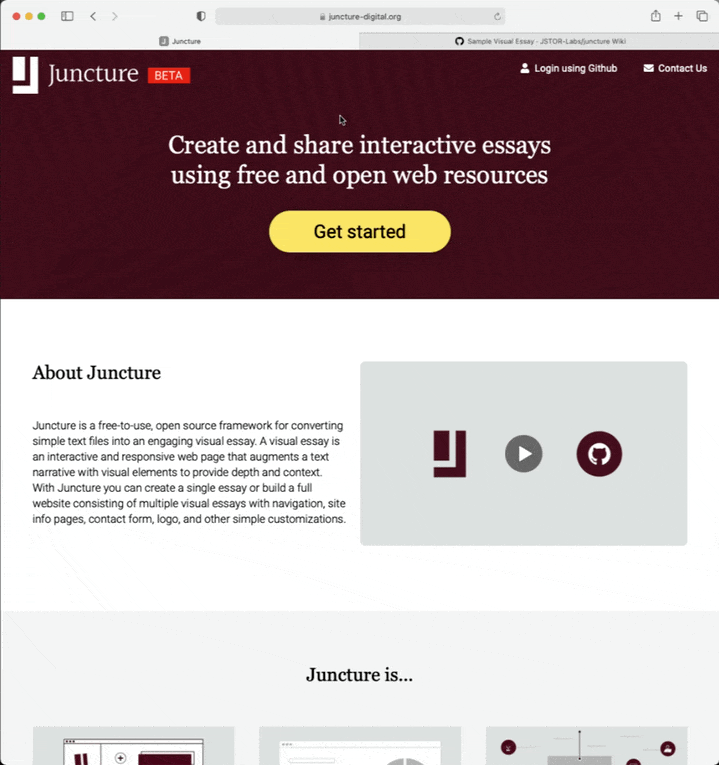 juncture-digital.org
Juncture
Sample Visual Essay - JSTOR-Labs/juncture Wiki
Juncture BETA
Login using Github
Contact Us
Create and share interactive essays
using free and open web resources
Get started
About Juncture
Juncture is a free-to-use, open source framework for converting
simple text files into an engaging visual essay. A visual essay is
an interactive and responsive web page that augments a text
narrative with visual elements to provide depth and context.
With Juncture you can create a single essay or build a full
website consisting of multiple visual essays with navigation, site
info pages, contact form, logo, and other simple customizations.
Juncture is...